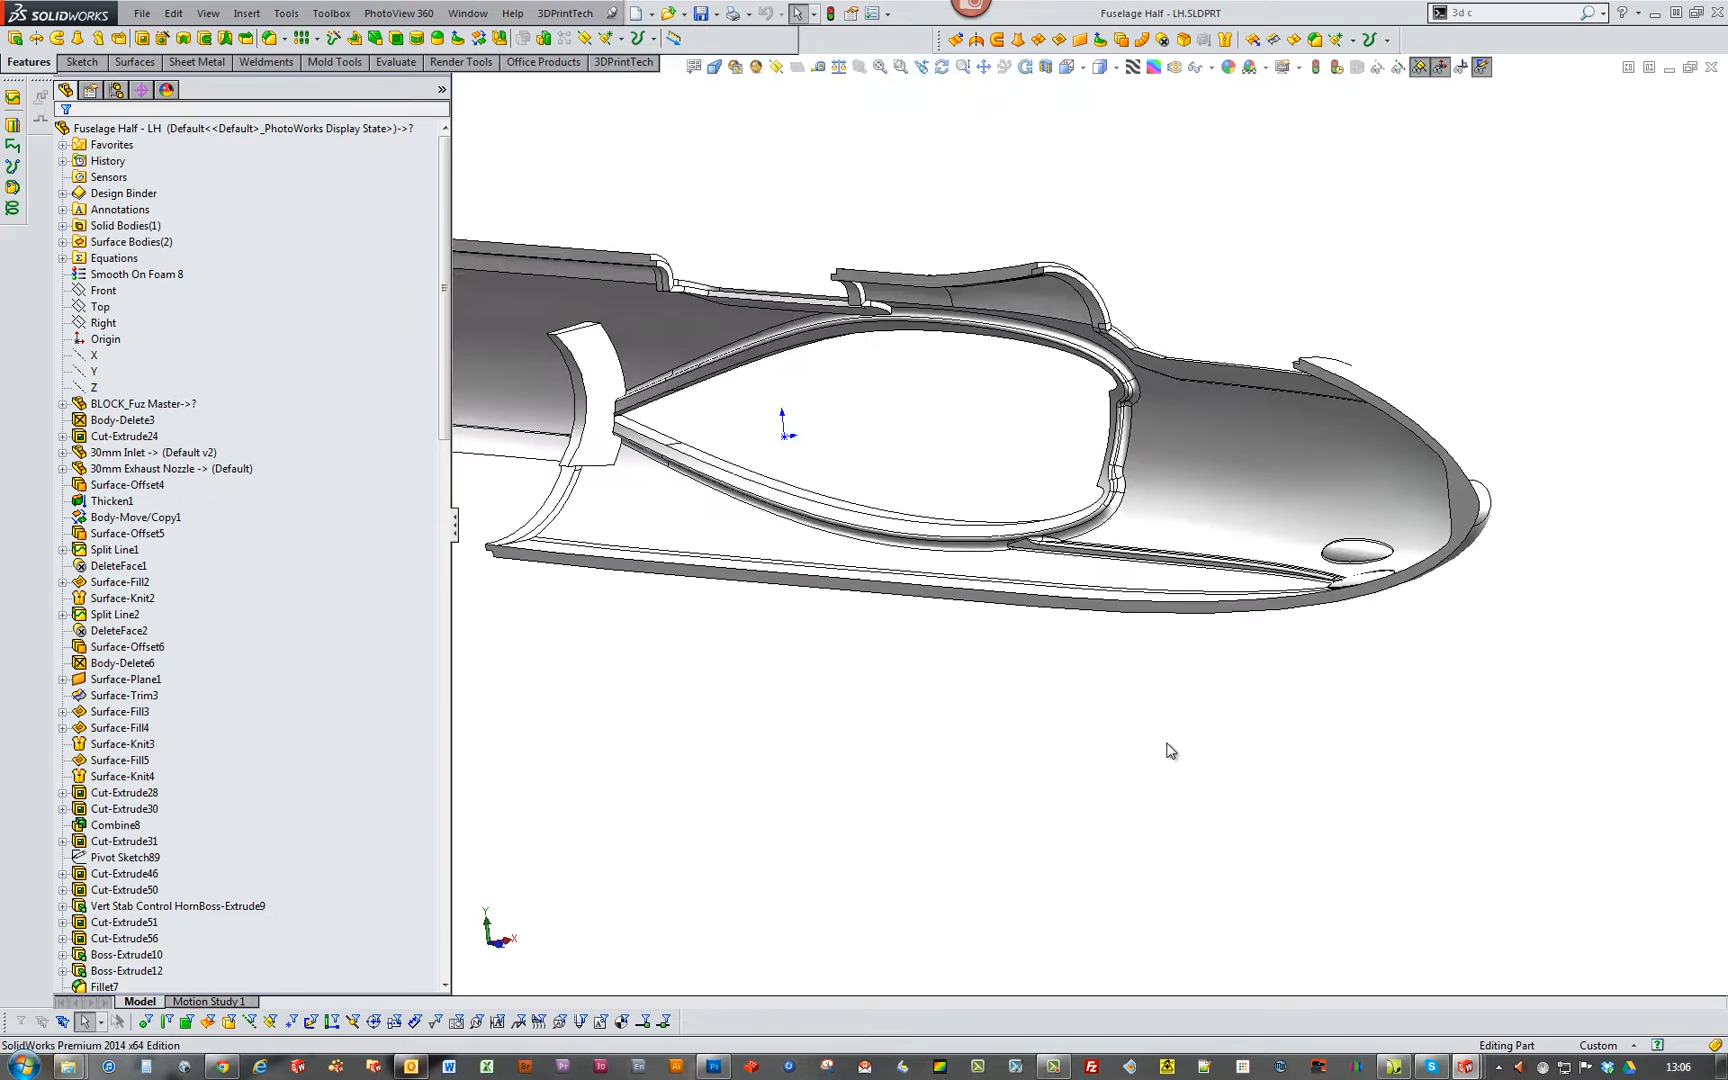 SOLIDWORKS File Edit View Insert Tools Toolbox PhotoView 360 Window Help 3DPrintTech Fuselage Half - LH.SLDPRT 3d c
Features Sketch Surfaces Sheet Metal Weldments Mold Tools Evaluate Render Tools Office Products 3DPrintTech
Fuselage Half - LH (Default<<Default>_PhotoWorks Display State>)->?
Favorites
History
Sensors
Design Binder
Annotations
Solid Bodies(1)
Surface Bodies(2)
Equations
Smooth On Foam 8
Front
Top
Right
Origin
X
Y
Z
BLOCK_Fuz Master->?
Body-Delete3
Cut-Extrude24
30mm Inlet -> (Default v2)
30mm Exhaust Nozzle -> (Default)
Surface-Offset4
Thicken1
Body-Move/Copy1
Surface-Offset5
Split Line1
DeleteFace1
Surface-Fill2
Surface-Knit2
Split Line2
DeleteFace2
Surface-Offset6
Body-Delete6
Surface-Plane1
Surface-Trim3
Surface-Fill3
Surface-Fill4
Surface-Knit3
Surface-Fill5
Surface-Knit4
Cut-Extrude28
Cut-Extrude30
Combine8
Cut-Extrude31
Pivot Sketch89
Cut-Extrude46
Cut-Extrude50
Vert Stab Control HornBoss-Extrude9
Cut-Extrude51
Cut-Extrude56
Boss-Extrude10
Boss-Extrude12
Fillet7
Y
X
Model Motion Study 1
SolidWorks Premium 2014 x64 Edition Editing Part Custom
13:06